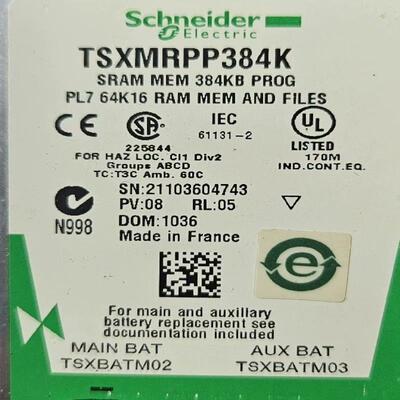 Schneider
Electric
TSXMRPP384K
SRAM MEM 384KB PROG
PL7 64K16 RAM MEM AND FILES
CE
SA
IEC
61131-2
UL
225844
LISTED
FOR HAZ LOC. Cl1 Div2
170M
Groups ABCD
IND.CONT.EQ.
TC:T3C Amb. 60C
SN:21103604743
PV:08 RL:05
N998
DOM:1036
Made in France
e
For main and auxiliary
battery replacement see
documentation included
MAIN BAT AUX BAT
TSXBATM02 TSXBATM03